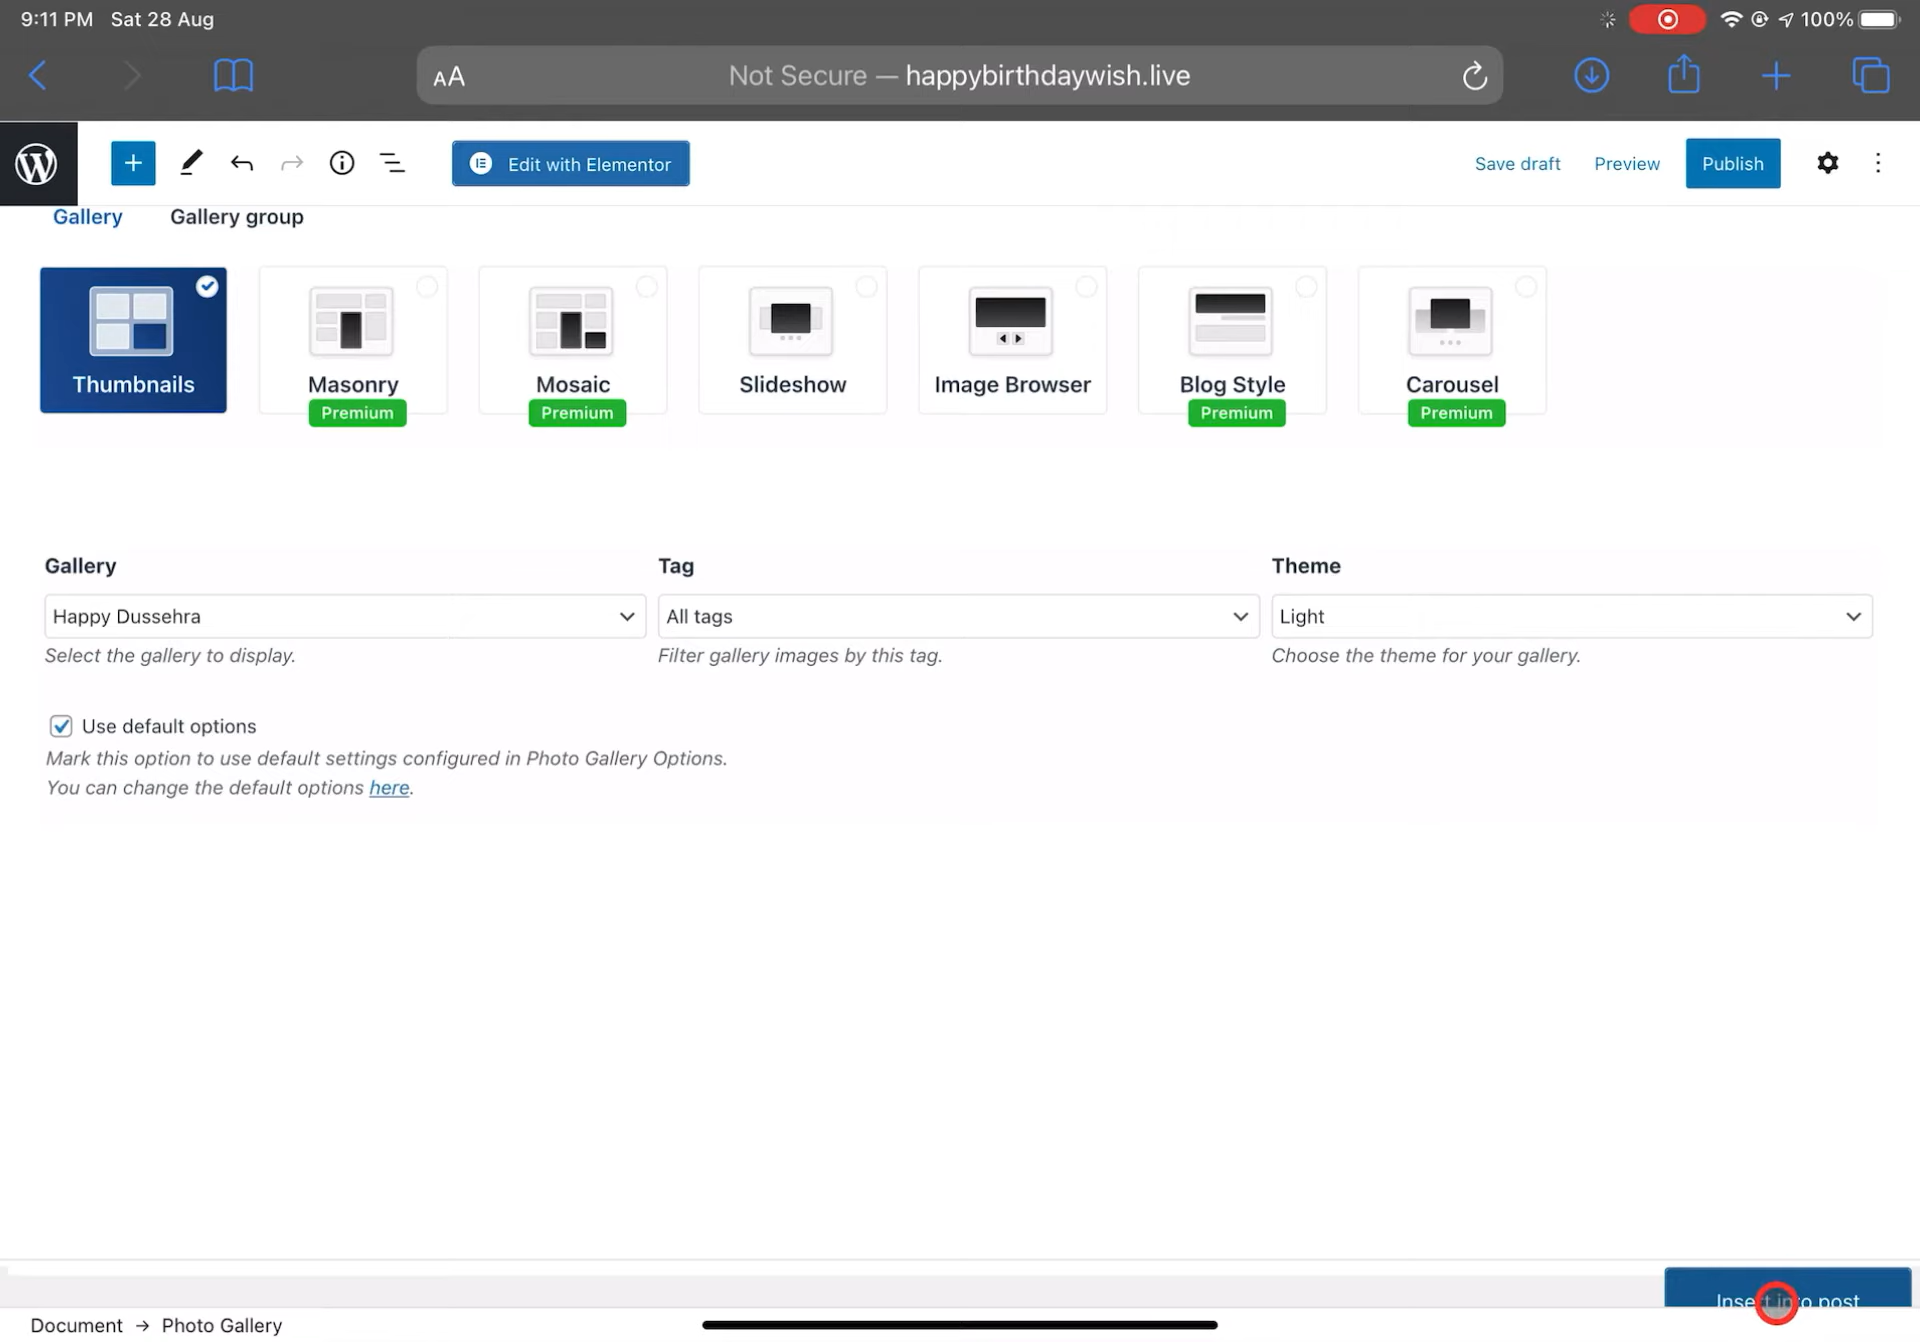 9:11 PM Sat 28 Aug 100%
AA Not Secure — happybirthdaywish.live
Edit with Elementor Save draft Preview Publish
Gallery Gallery group
Thumbnails Masonry Mosaic Slideshow Image Browser Blog Style Carousel
Premium Premium Premium Premium
Gallery Tag Theme
Happy Dussehra All tags Light
Select the gallery to display. Filter gallery images by this tag. Choose the theme for your gallery.
Use default options
Mark this option to use default settings configured in Photo Gallery Options.
You can change the default options here.
Insert into post
Document → Photo Gallery